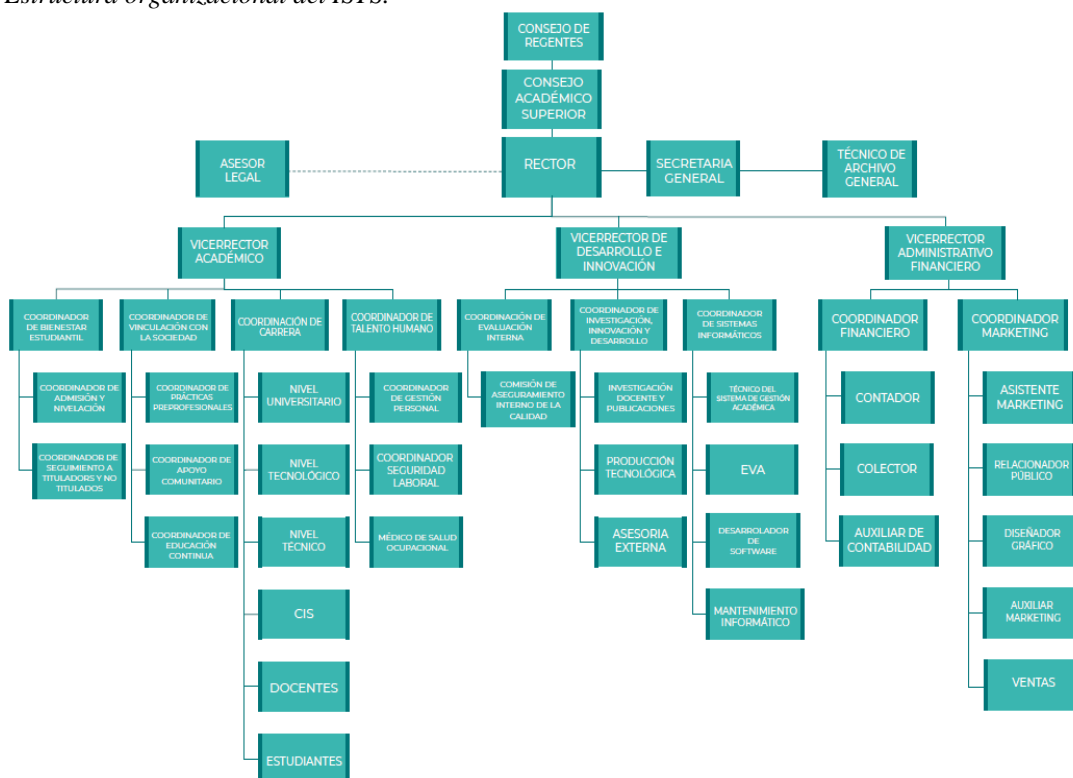 Estructura organizacional del ISTS.
CONSEJO DE
REGENTES
CONSEJO
ACADÉMICO
SUPERIOR
ASESOR
LEGAL
RECTOR
SECRETARIA
GENERAL
TÉCNICO DE
ARCHIVO
GENERAL
VICERRECTOR
ACADÉMICO
VICERRECTOR DE
DESARROLLO E
INNOVACIÓN
VICERRECTOR
ADMINISTRATIVO
FINANCIERO
COORDINADOR
DE BIENESTAR
ESTUDIANTIL
COORDINADOR DE
VINCULACIÓN CON
LA SOCIEDAD
COORDINACIÓN DE
CARRERA
COORDINADOR DE
TALENTO HUMANO
COORDINACIÓN DE
EVALUACIÓN
INTERNA
COORDINADOR DE
INVESTIGACIÓN,
INNOVACIÓN Y
DESARROLLO
COORDINADOR
DE SISTEMAS
INFORMÁTICOS
COORDINADOR
FINANCIERO
COORDINADOR
MARKETING
COORDINADOR DE
ADMISIÓN Y
NIVELACIÓN
COORDINADOR DE
PRÁCTICAS
PREPROFESIONALES
NIVEL
UNIVERSITARIO
COORDINADOR
DE GESTIÓN
PERSONAL
COMISIÓN DE
ASEGURAMIENTO
INTERNO DE LA
CALIDAD
INVESTIGACIÓN
DOCENTE Y
PUBLICACIONES
TÉCNICO DEL
SISTEMA DE GESTIÓN
ACADÉMICA
CONTADOR
ASISTENTE
MARKETING
COORDINADOR DE
SEGUIMIENTO A
TITULADORS Y NO
TITULADOS
COORDINADOR DE
APOYO
COMUNITARIO
NIVEL
TECNOLÓGICO
COORDINADOR
SEGURIDAD
LABORAL
PRODUCCIÓN
TECNOLÓGICA
EVA
COLECTOR
RELACIONADOR
PÚBLICO
COORDINADOR DE
EDUCACIÓN
CONTINUA
NIVEL
TÉCNICO
MÉDICO DE SALUD
OCUPACIONAL
ASESORIA
EXTERNA
DESARROLADOR
DE
SOFTWARE
AUXILIAR DE
CONTABILIDAD
DISEÑADOR
GRÁFICO
CIS
MANTENIMIENTO
INFORMÁTICO
AUXILIAR
MARKETING
DOCENTES
VENTAS
ESTUDIANTES